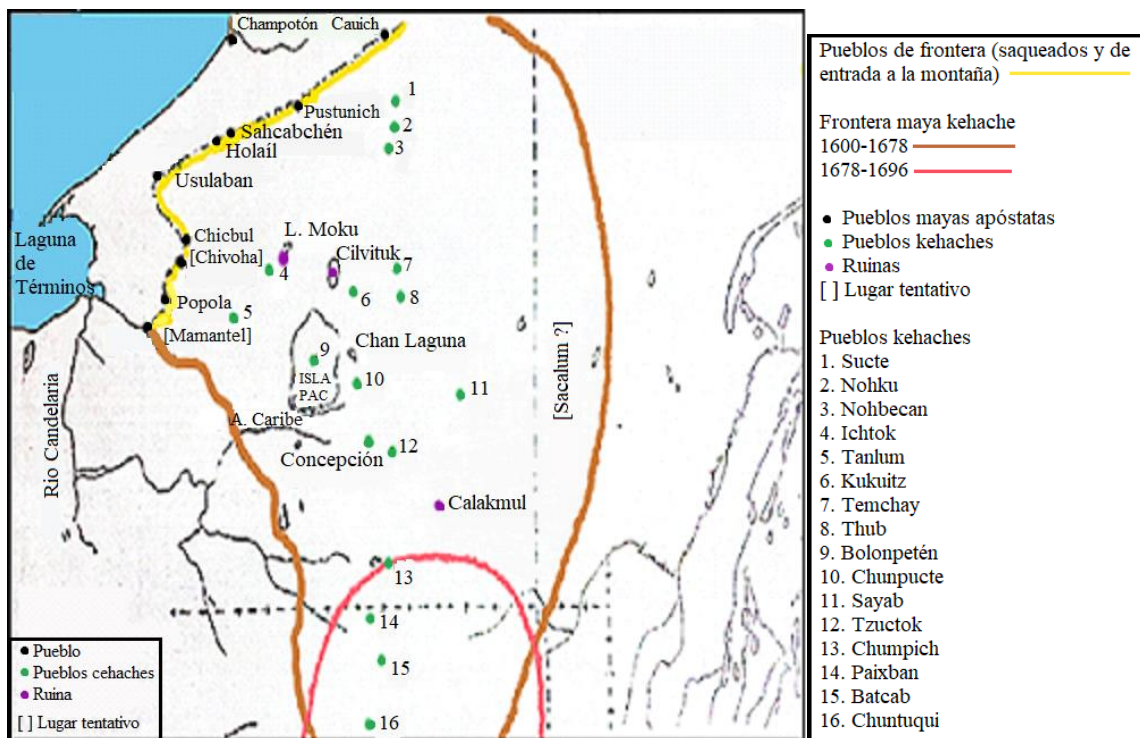 Champotón
Cauich
1
Pustunich
2
Sahcabchén
Holaíl
3
Usulaban
Chicbul
L. Moku
Laguna
de
Términos
[Chivoha]
Cilvituk
4
7
6
8
Popola
5
[Mamantel]
Chan Laguna
9
ISLA
PAC
10
11
[Sacalum ?]
A. Caribe
12
Concepción
Rio Candelaria
Calakmul
13
14
15
16
Pueblo
Pueblos cehaches
Ruina
[ ] Lugar tentativo
Pueblos de frontera (saqueados y de
entrada a la montaña)
Frontera maya kehache
1600-1678
1678-1696
Pueblos mayas apóstatas
Pueblos kehaches
Ruinas
[ ] Lugar tentativo
Pueblos kehaches
1. Sucte
2. Nohku
3. Nohbecan
4. Ichtok
5. Tanlum
6. Kukuitz
7. Temchay
8. Thub
9. Bolonpetén
10. Chunpucte
11. Sayab
12. Tzuctok
13. Chumpich
14. Paixban
15. Batcab
16. Chuntuqui